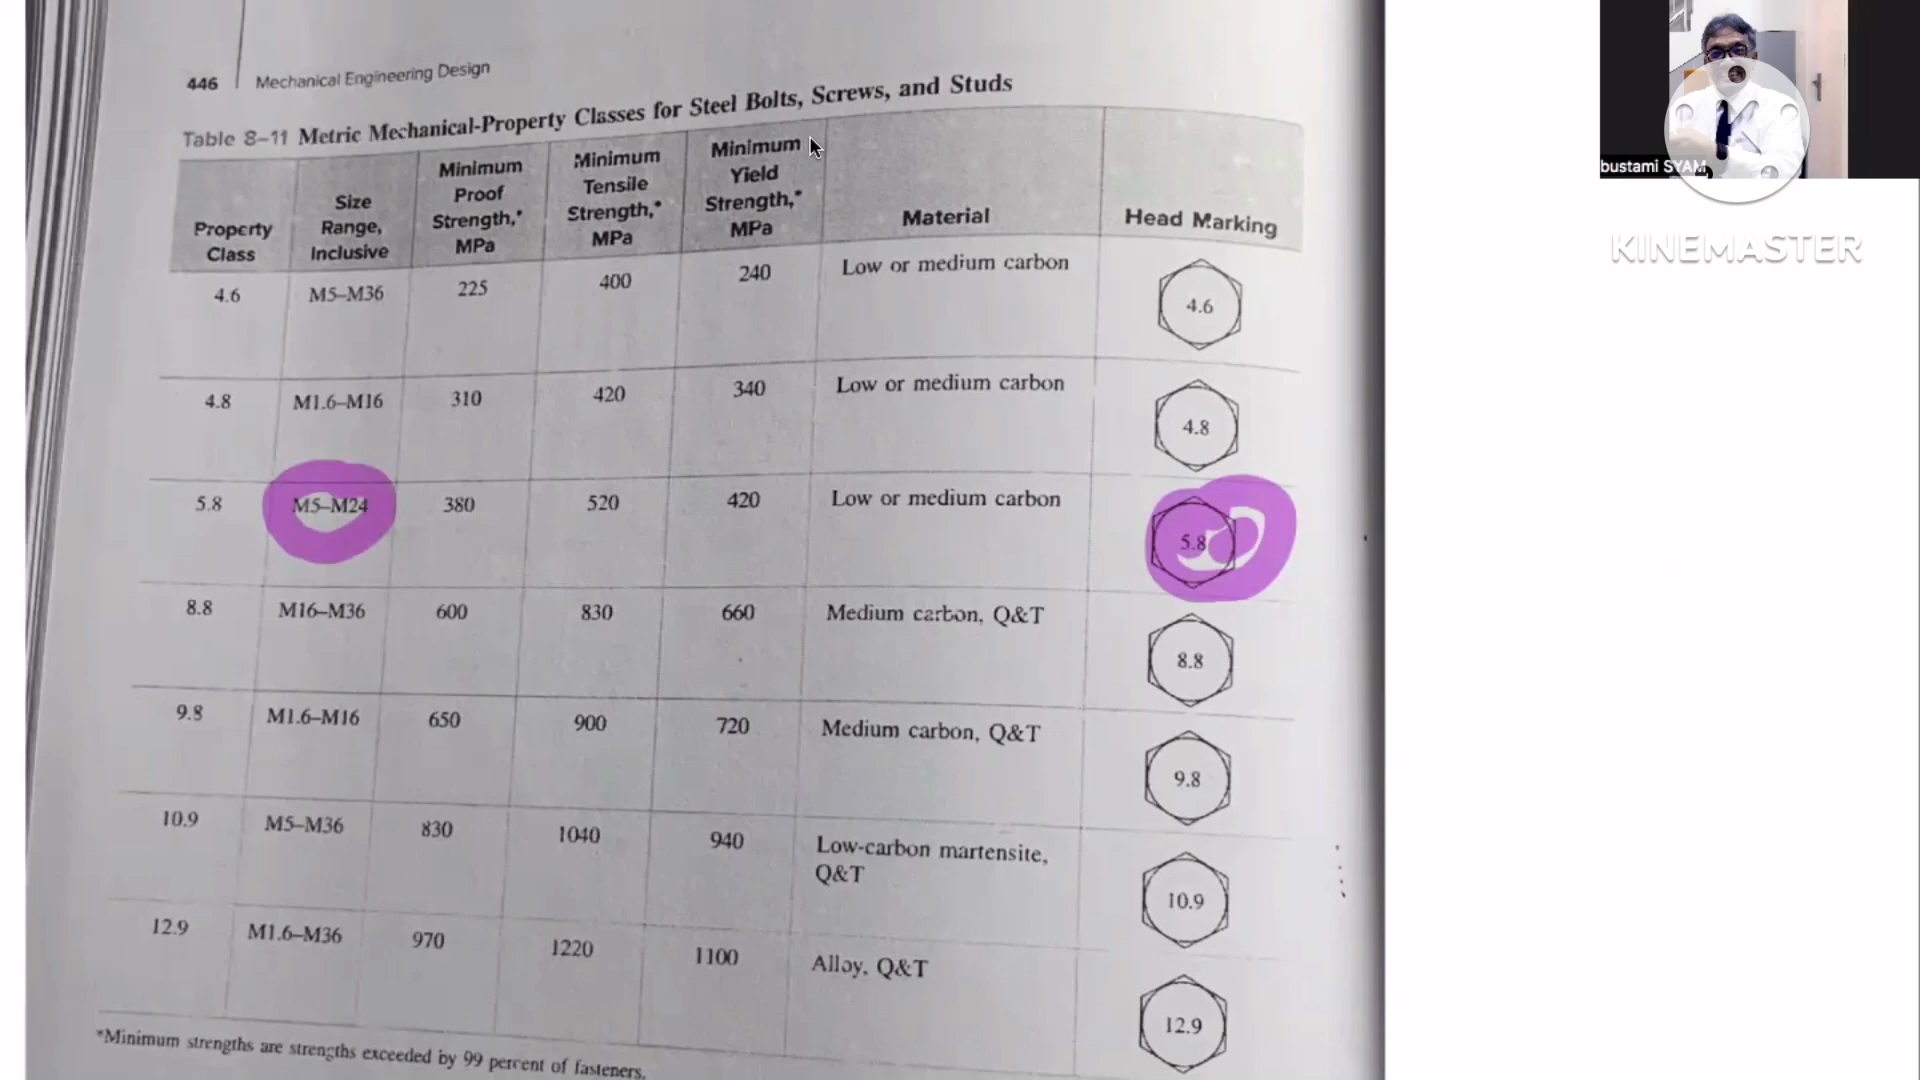 446 Mechanical Engineering Design
Table 8–11 Metric Mechanical-Property Classes for Steel Bolts, Screws, and Studs
Property Class
Size Range, Inclusive
Minimum Proof Strength,* MPa
Minimum Tensile Strength,* MPa
Minimum Yield Strength,* MPa
Material
Head Marking
4.6 M5–M36 225 400 240 Low or medium carbon 4.6
4.8 M1.6–M16 310 420 340 Low or medium carbon 4.8
5.8 M5–M24 380 520 420 Low or medium carbon 5.8
8.8 M16–M36 600 830 660 Medium carbon, Q&T 8.8
9.8 M1.6–M16 650 900 720 Medium carbon, Q&T 9.8
10.9 M5–M36 830 1040 940 Low-carbon martensite, Q&T 10.9
12.9 M1.6–M36 970 1220 1100 Alloy, Q&T 12.9
*Minimum strengths are strengths exceeded by 99 percent of fasteners.
bustami SYAM
KINEMASTER